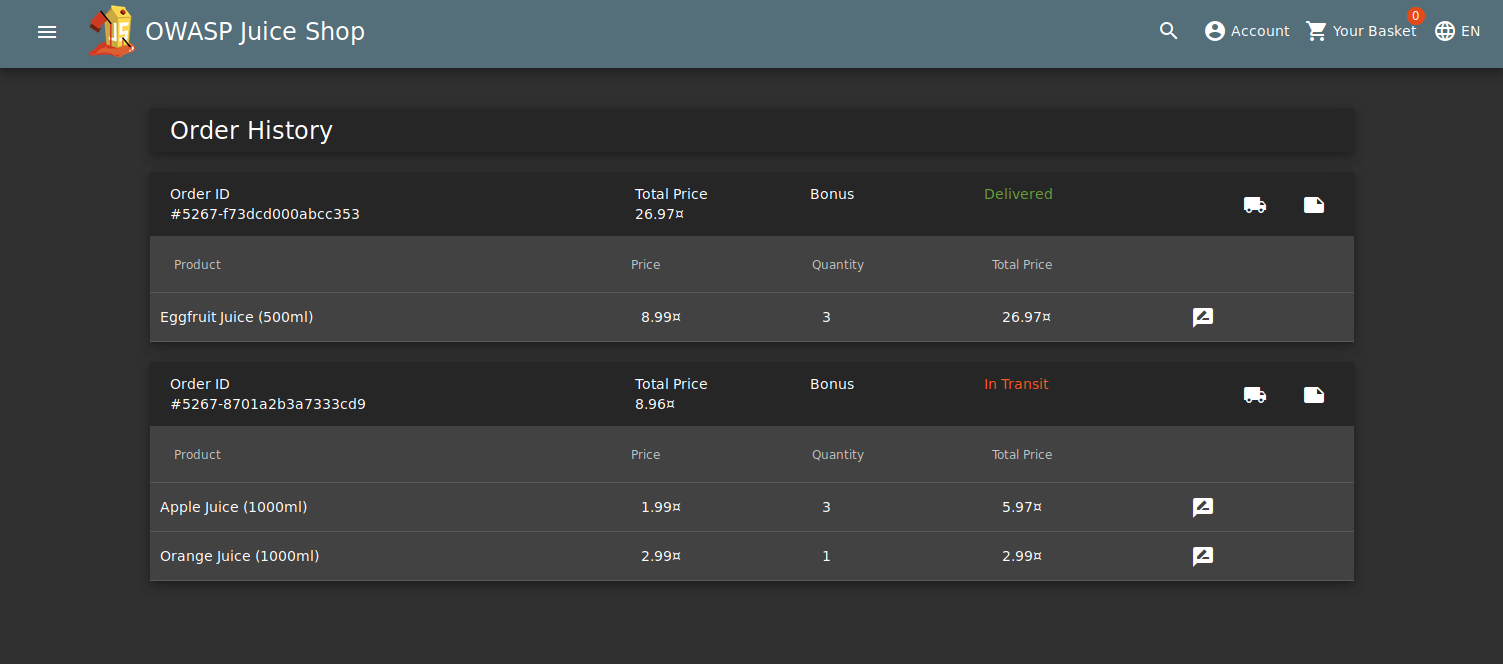 OWASP Juice Shop Account 0 Your Basket EN
Order History
Order ID Total Price Bonus Delivered
#5267-f73dcd000abcc353 26.97¤
Product Price Quantity Total Price
Eggfruit Juice (500ml) 8.99¤ 3 26.97¤
Order ID Total Price Bonus In Transit
#5267-8701a2b3a7333cd9 8.96¤
Product Price Quantity Total Price
Apple Juice (1000ml) 1.99¤ 3 5.97¤
Orange Juice (1000ml) 2.99¤ 1 2.99¤